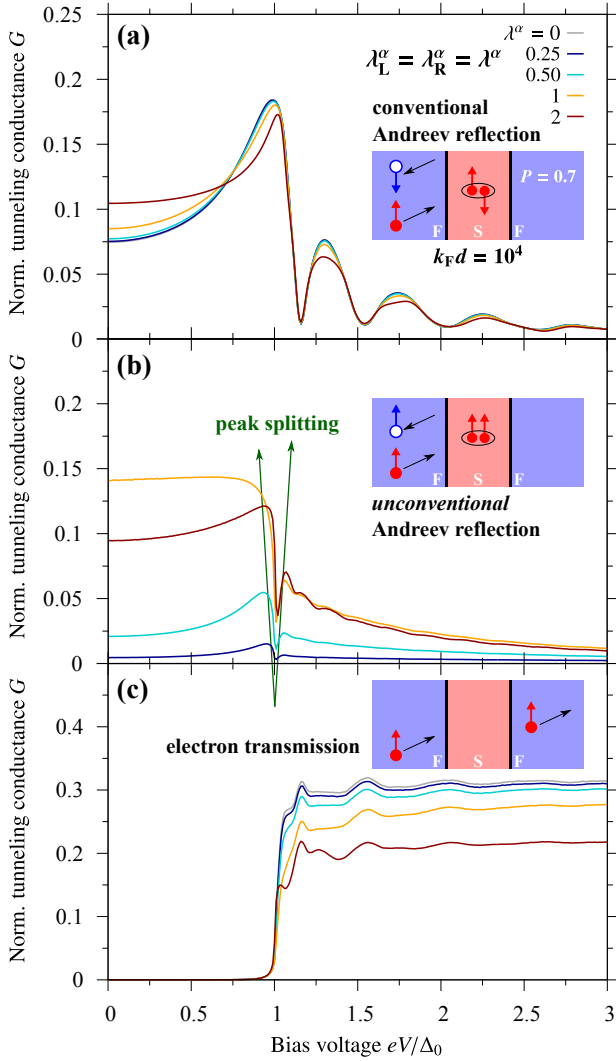 (a)
λ_L^α = λ_R^α = λ^α
λ^α = 0
0.25
0.50
1
2
conventional
Andreev reflection
P = 0.7
F S F
k_F d = 10^4
Norm. tunneling conductance G
0.25
0.2
0.15
0.1
0.05
0
(b)
peak splitting
F S F
unconventional
Andreev reflection
Norm. tunneling conductance G
0.2
0.15
0.1
0.05
0
(c)
electron transmission
F S F
Norm. tunneling conductance G
0.4
0.3
0.2
0.1
0
0 0.5 1 1.5 2 2.5 3
Bias voltage eV/Δ_0